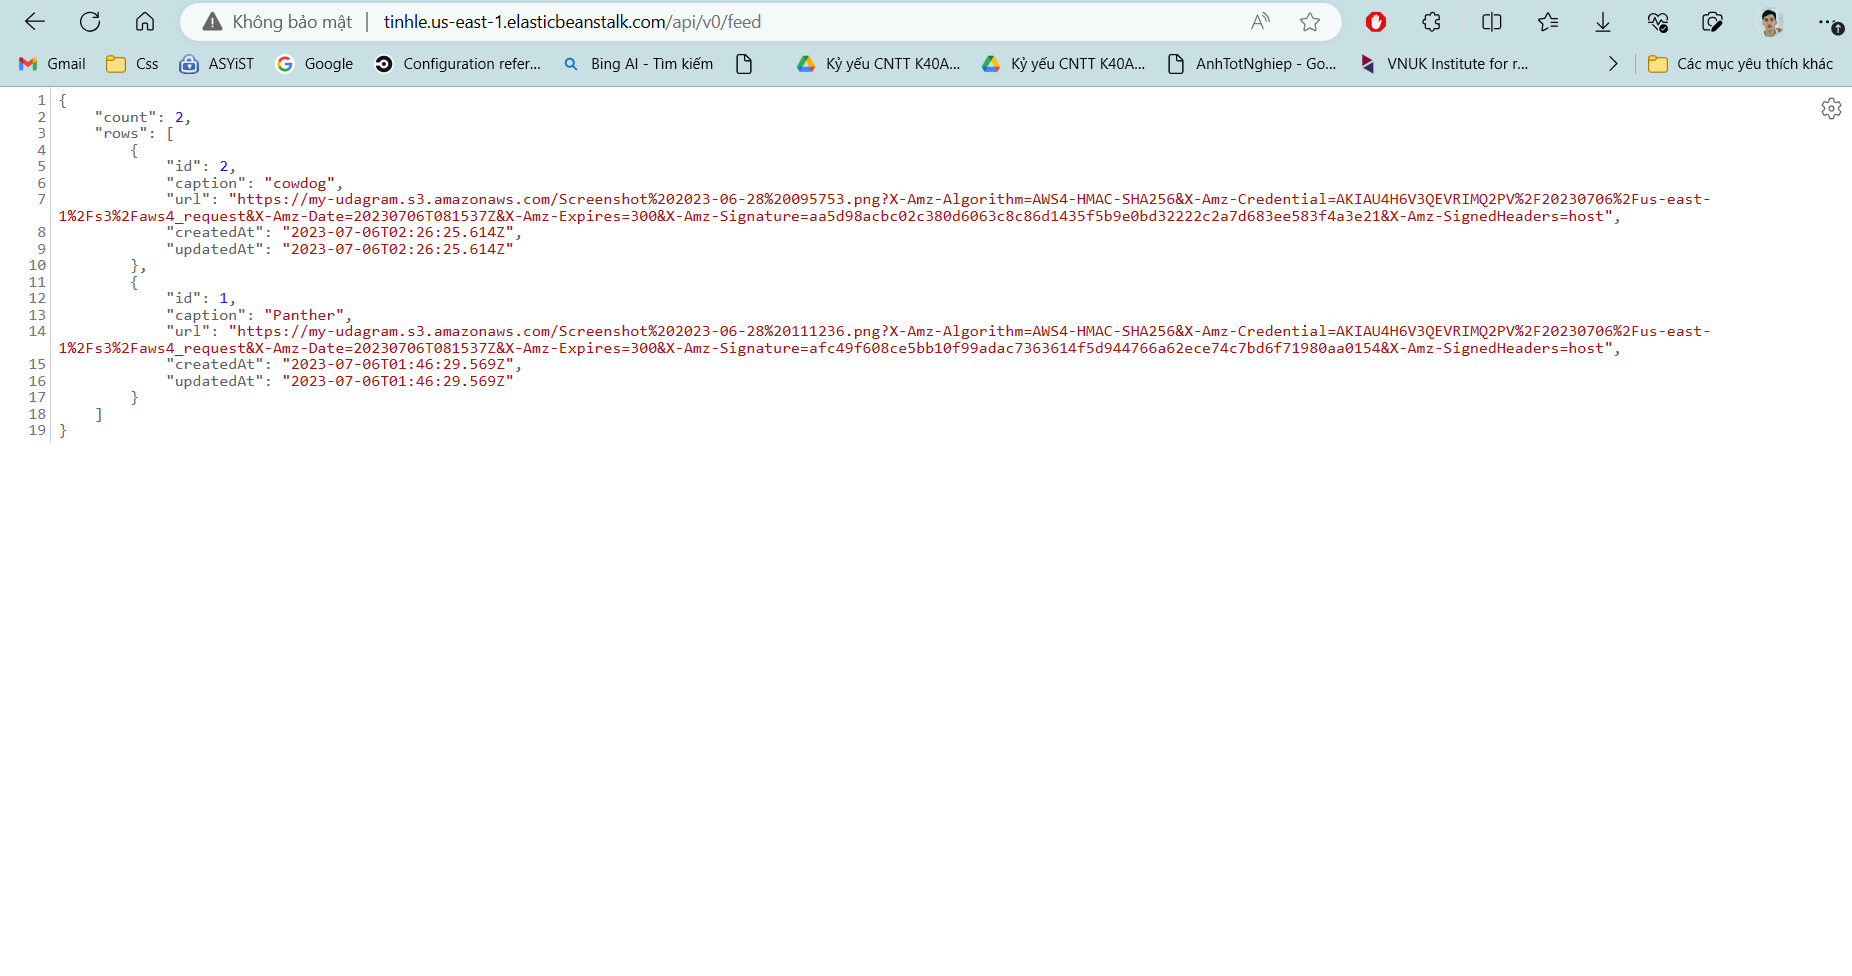 Không bảo mật | tinhle.us-east-1.elasticbeanstalk.com/api/v0/feed
Gmail Css ASYiST Google Configuration refer... Bing AI - Tìm kiếm Kỷ yếu CNTT K40A... Kỷ yếu CNTT K40A... AnhTotNghiep - Go... VNUK Institute for r... Các mục yêu thích khác
1 {
2 "count": 2,
3 "rows": [
4 {
5 "id": 2,
6 "caption": "cowdog",
7 "url": "https://my-udagram.s3.amazonaws.com/Screenshot%202023-06-28%20095753.png?X-Amz-Algorithm=AWS4-HMAC-SHA256&X-Amz-Credential=AKIAU4H6V3QEVRIMQ2PV%2F20230706%2Fus-east-
1%2Fs3%2Faws4_request&X-Amz-Date=20230706T081537Z&X-Amz-Expires=300&X-Amz-Signature=aa5d98acbc02c380d6063c8c86d1435f5b9e0bd32222c2a7d683ee583f4a3e21&X-Amz-SignedHeaders=host",
8 "createdAt": "2023-07-06T02:26:25.614Z",
9 "updatedAt": "2023-07-06T02:26:25.614Z"
10 },
11 {
12 "id": 1,
13 "caption": "Panther",
14 "url": "https://my-udagram.s3.amazonaws.com/Screenshot%202023-06-28%20111236.png?X-Amz-Algorithm=AWS4-HMAC-SHA256&X-Amz-Credential=AKIAU4H6V3QEVRIMQ2PV%2F20230706%2Fus-east-
1%2Fs3%2Faws4_request&X-Amz-Date=20230706T081537Z&X-Amz-Expires=300&X-Amz-Signature=afc49f608ce5bb10f99adac7363614f5d944766a62ece74c7bd6f71980aa0154&X-Amz-SignedHeaders=host",
15 "createdAt": "2023-07-06T01:46:29.569Z",
16 "updatedAt": "2023-07-06T01:46:29.569Z"
17 }
18 ]
19 }